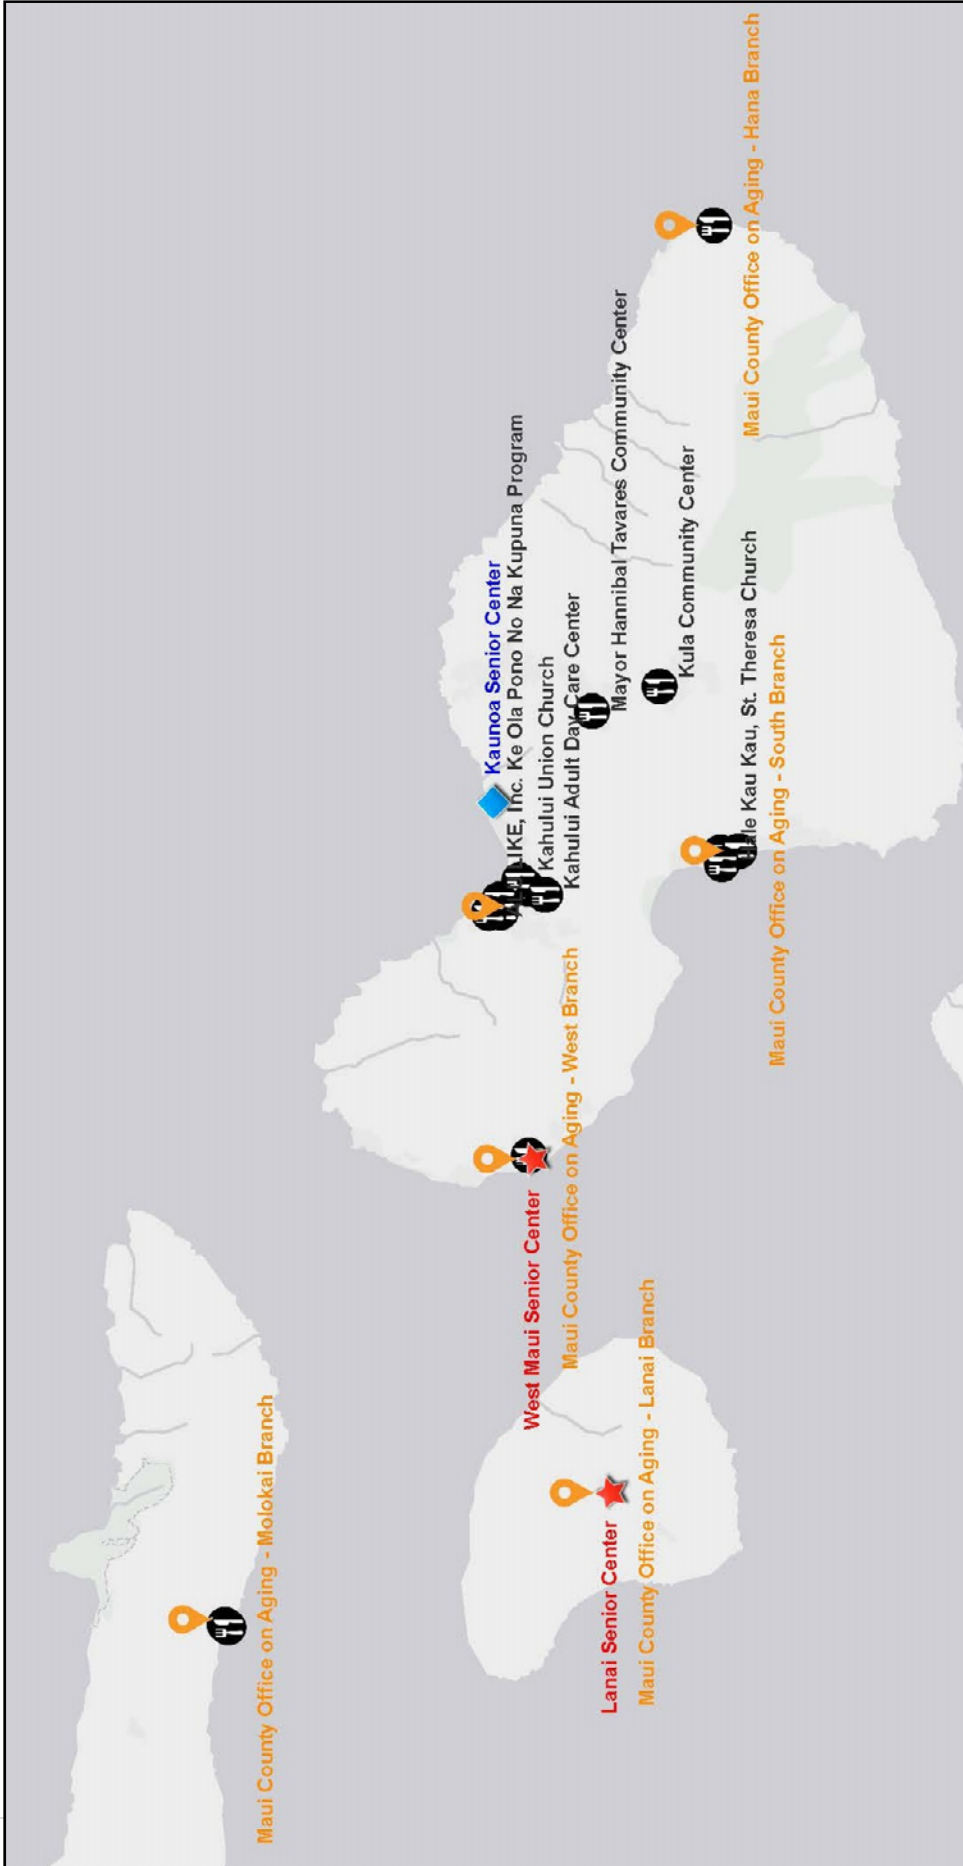 Maui County Office on Aging - Molokai Branch
Lanai Senior Center
Maui County Office on Aging - Lanai Branch
West Maui Senior Center
Maui County Office on Aging - West Branch
Kaunoa Senior Center
LIKE, Inc. Ke Ola Pono No Na Kupuna Program
Kahului Union Church
Kahului Adult Day Care Center
Mayor Hannibal Tavares Community Center
Kula Community Center
Hale Kau Kau, St. Theresa Church
Maui County Office on Aging - South Branch
Maui County Office on Aging - Hana Branch